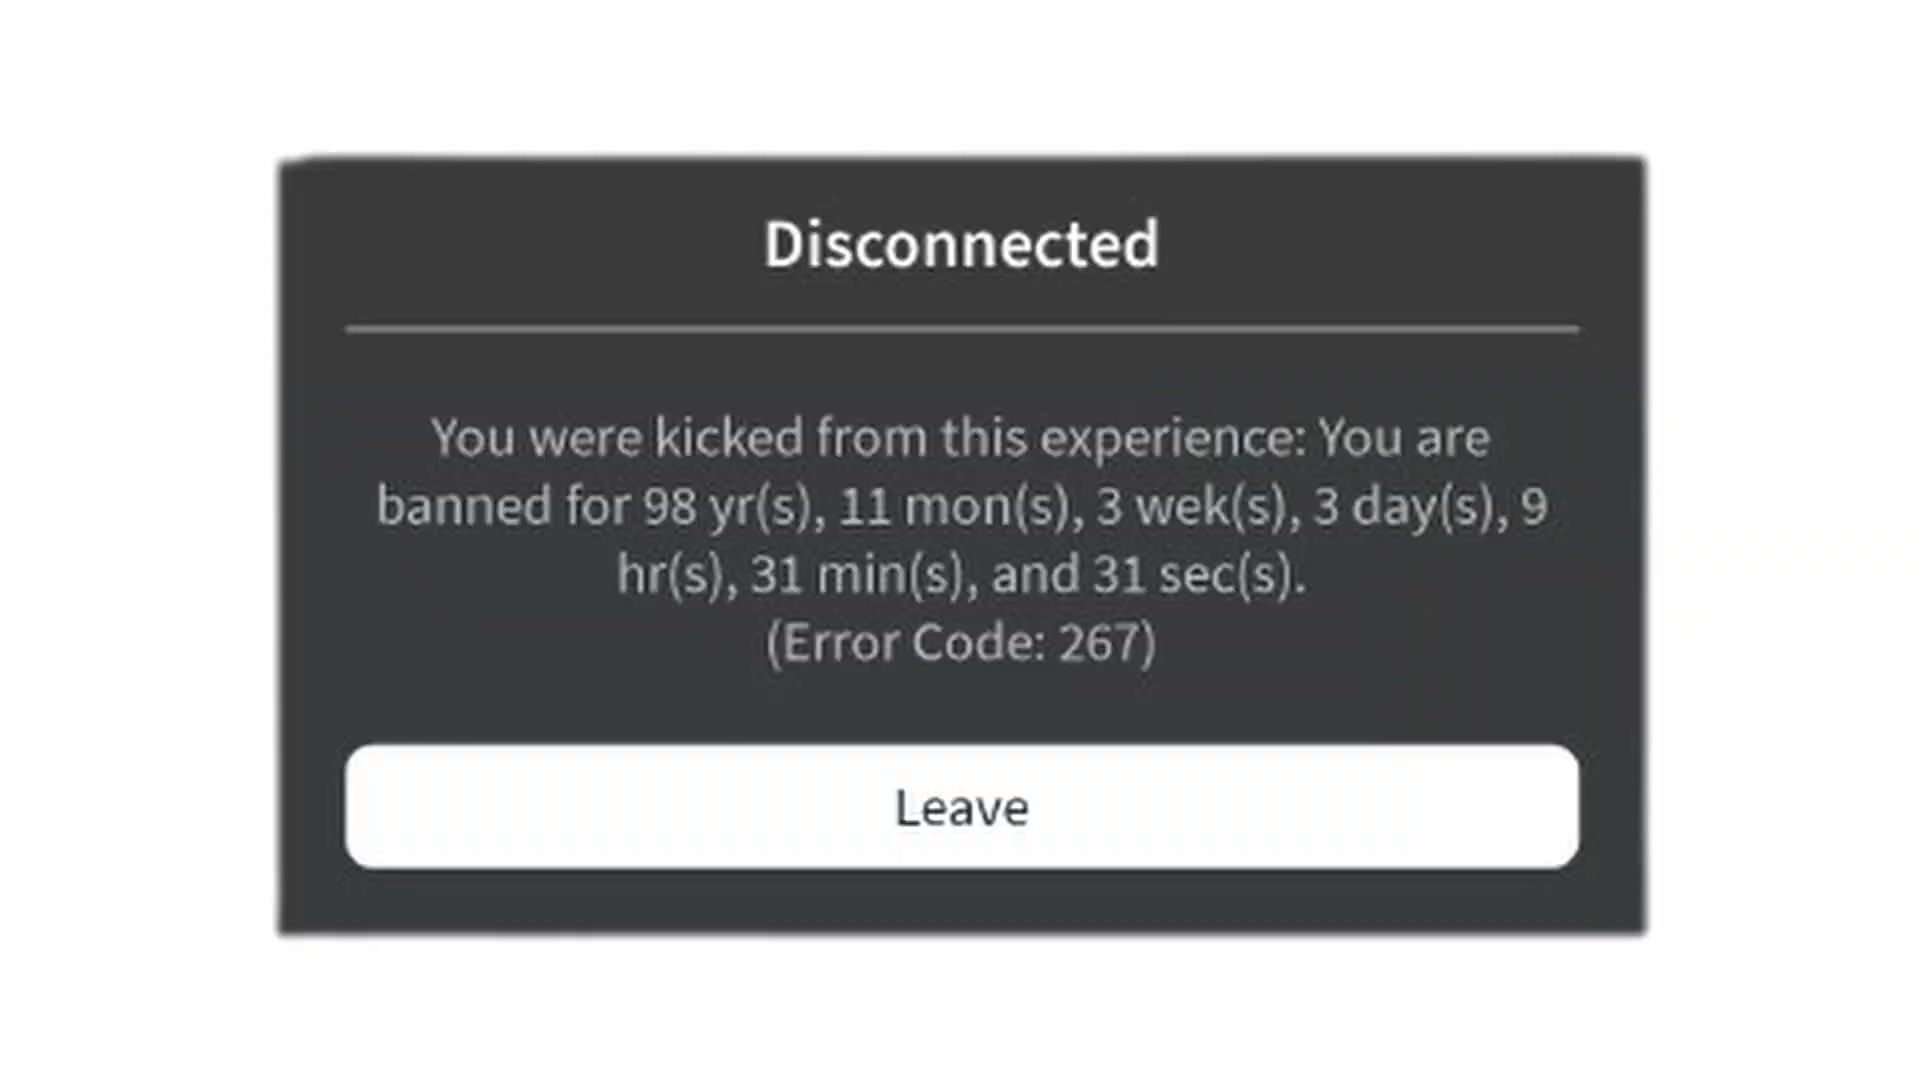 Disconnected
You were kicked from this experience: You are
banned for 98 yr(s), 11 mon(s), 3 wek(s), 3 day(s), 9
hr(s), 31 min(s), and 31 sec(s).
(Error Code: 267)
Leave